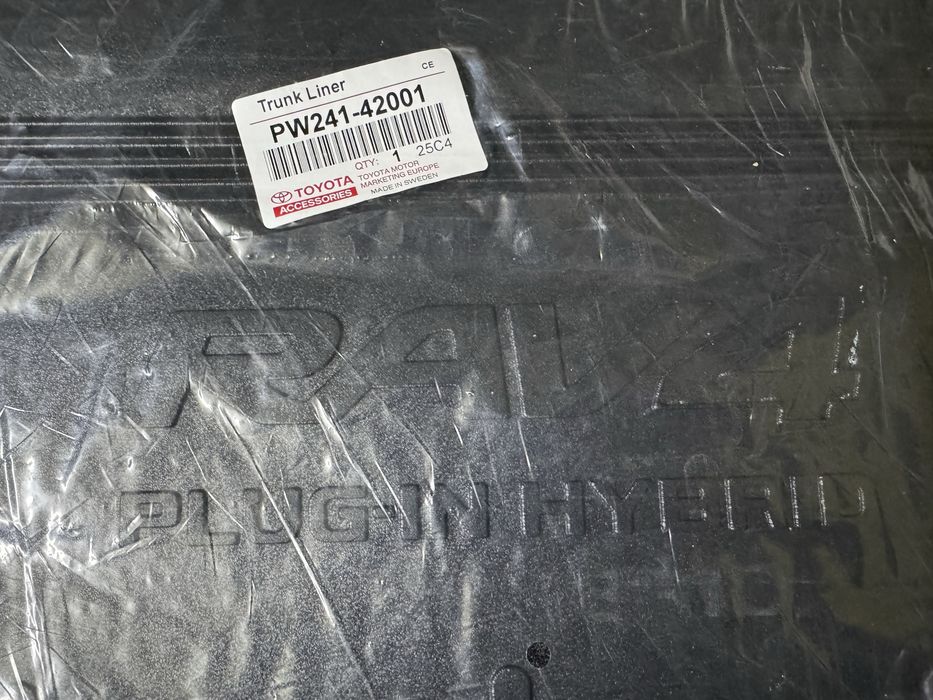 Trunk Liner CE
PW241-42001
QTY: 1 25C4
TOYOTA
ACCESSORIES
TOYOTA MOTOR
MARKETING EUROPE
MADE IN SWEDEN
RAV4
PLUG-IN HYBRID